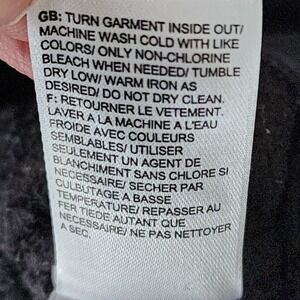 GB: TURN GARMENT INSIDE OUT/
MACHINE WASH COLD WITH LIKE
COLORS/ ONLY NON-CHLORINE
BLEACH WHEN NEEDED/ TUMBLE
DRY LOW/ WARM IRON AS
DESIRED/ DO NOT DRY CLEAN.
F: RETOURNER LE VETEMENT.
LAVER A LA MACHINE A L'EAU
FROIDE AVEC COULEURS
SEMBLABLES/ UTILISER
SEULEMENT UN AGENT DE
BLANCHIMENT SANS CHLORE SI
NECESSAIRE/ SECHER PAR
CULBUTAGE A BASSE
TEMPERATURE/ REPASSER AU
FER TIEDE AUTANT QUE
NECESSAIRE/ NE PAS NETTOYER
A SEC.